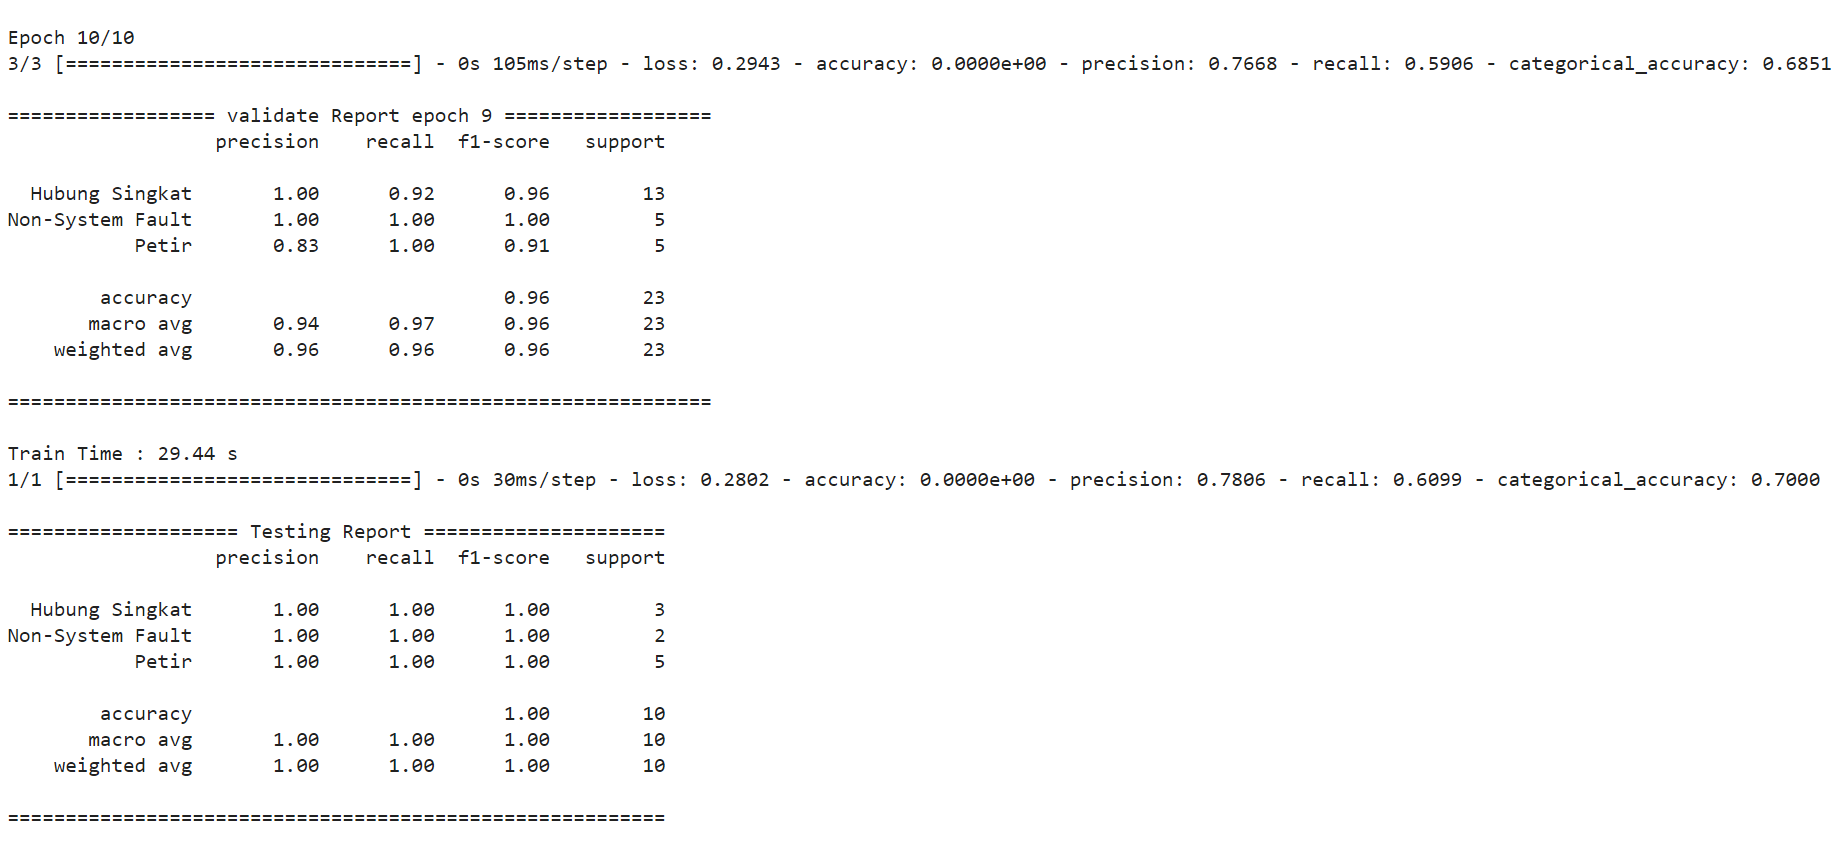 Epoch 10/10
3/3 [==============================] - 0s 105ms/step - loss: 0.2943 - accuracy: 0.0000e+00 - precision: 0.7668 - recall: 0.5906 - categorical_accuracy: 0.6851
================== validate Report epoch 9 ==================
precision recall f1-score support
Hubung Singkat 1.00 0.92 0.96 13
Non-System Fault 1.00 1.00 1.00 5
Petir 0.83 1.00 0.91 5
accuracy 0.96 23
macro avg 0.94 0.97 0.96 23
weighted avg 0.96 0.96 0.96 23
=============================================================
Train Time : 29.44 s
1/1 [==============================] - 0s 30ms/step - loss: 0.2802 - accuracy: 0.0000e+00 - precision: 0.7806 - recall: 0.6099 - categorical_accuracy: 0.7000
==================== Testing Report =====================
precision recall f1-score support
Hubung Singkat 1.00 1.00 1.00 3
Non-System Fault 1.00 1.00 1.00 2
Petir 1.00 1.00 1.00 5
accuracy 1.00 10
macro avg 1.00 1.00 1.00 10
weighted avg 1.00 1.00 1.00 10
=========================================================